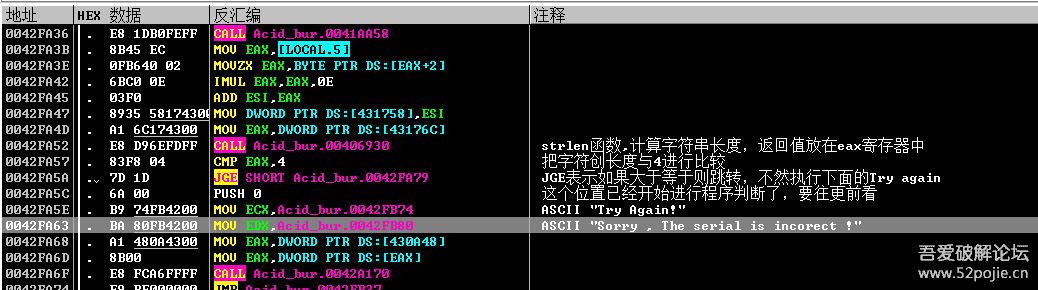 地址 HEX 数据 反汇编 注释
0042FA36 . E8 1DB0FEFF CALL Acid_bur.0041AA58
0042FA3B . 8B45 EC MOV EAX,[LOCAL.5]
0042FA3E . 0FB640 02 MOVZX EAX,BYTE PTR DS:[EAX+2]
0042FA42 . 6BC0 0E IMUL EAX,EAX,0E
0042FA45 . 03F0 ADD ESI,EAX
0042FA47 . 8935 58174300 MOV DWORD PTR DS:[431758],ESI
0042FA4D . A1 6C174300 MOV EAX,DWORD PTR DS:[43176C]
0042FA52 . E8 D96EFDFF CALL Acid_bur.00406930 strlen函数,计算字符串长度，返回值放在eax寄存器中
0042FA57 . 83F8 04 CMP EAX,4 把字符创长度与4进行比较
0042FA5A .v 7D 1D JGE SHORT Acid_bur.0042FA79 JGE表示如果大于等于则跳转，不然执行下面的Try again
0042FA5C . 6A 00 PUSH 0 这个位置已经开始进行程序判断了，要往更前看
0042FA5E . B9 74FB4200 MOV ECX,Acid_bur.0042FB74 ASCII "Try Again!"
0042FA63 . BA 80FB4200 MOV EDX,Acid_bur.0042FB80 ASCII "Sorry , The serial is incorect !"
0042FA68 . A1 480A4300 MOV EAX,DWORD PTR DS:[430A48]
0042FA6D . 8B00 MOV EAX,DWORD PTR DS:[EAX]
0042FA6F . E8 FCA6FFFF CALL Acid_bur.0042A170
0042FA74
吾爱破解论坛
www.52pojie.cn